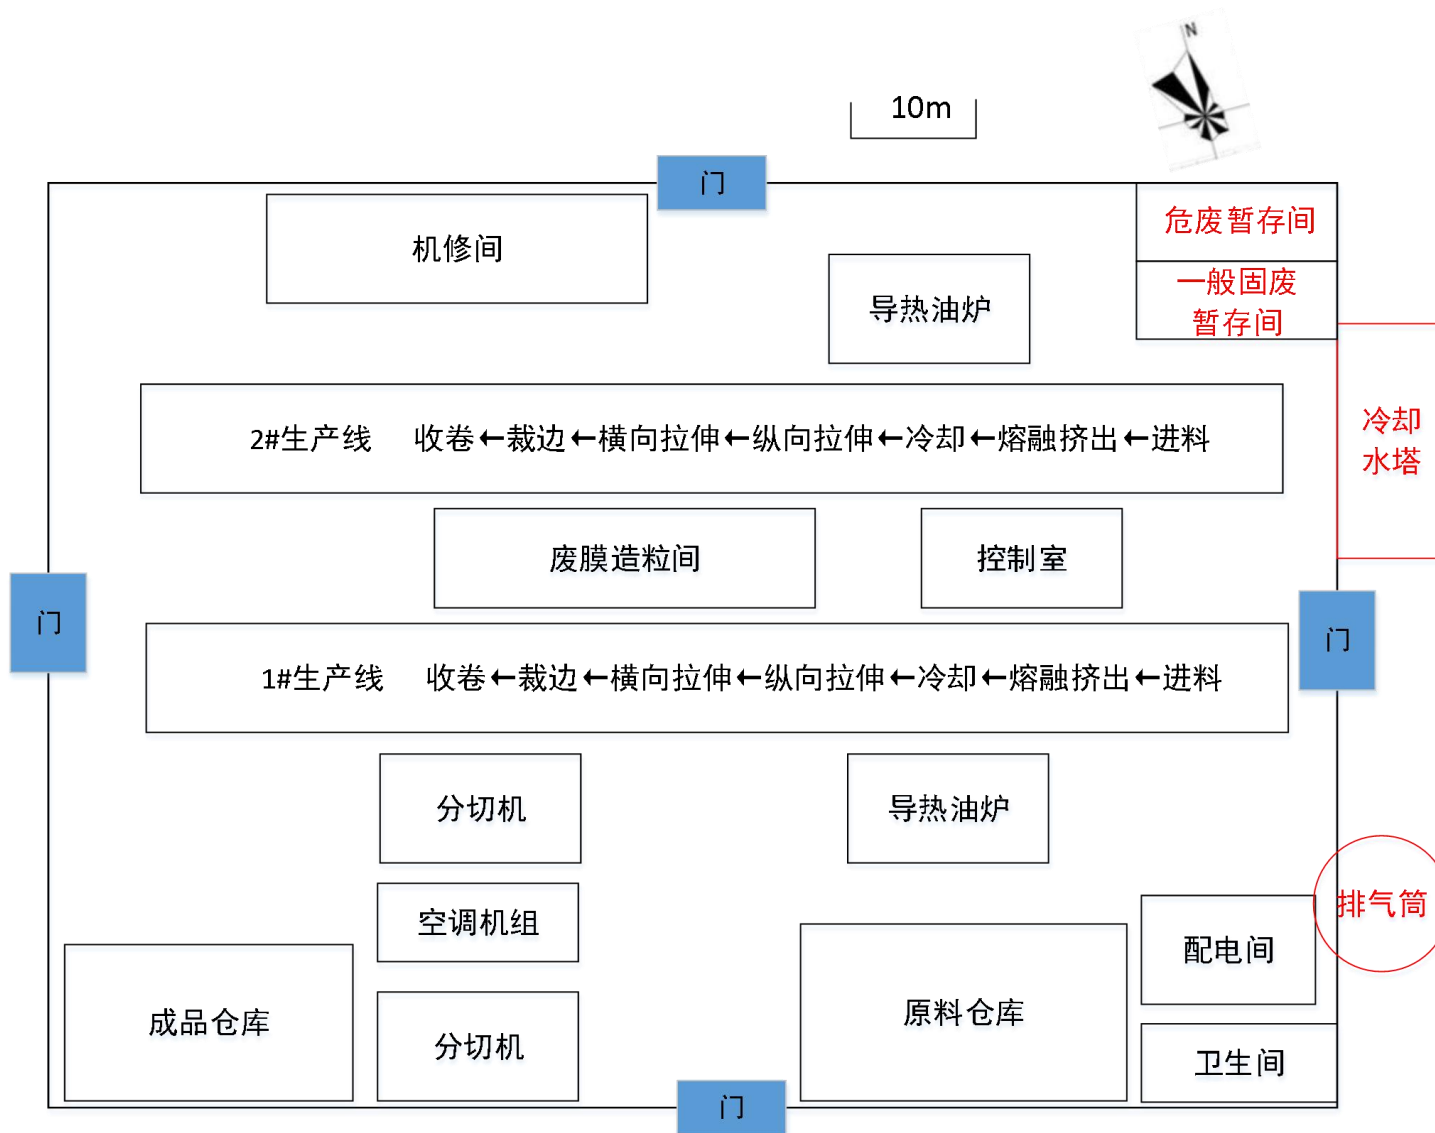 N
10m
门
机修间
危废暂存间
一般固废
暂存间
导热油炉
冷却
水塔
2#生产线 收卷←裁边←横向拉伸←纵向拉伸←冷却←熔融挤出←进料
废膜造粒间
控制室
门
门
1#生产线 收卷←裁边←横向拉伸←纵向拉伸←冷却←熔融挤出←进料
分切机
导热油炉
空调机组
排气筒
配电间
成品仓库
分切机
原料仓库
卫生间
门